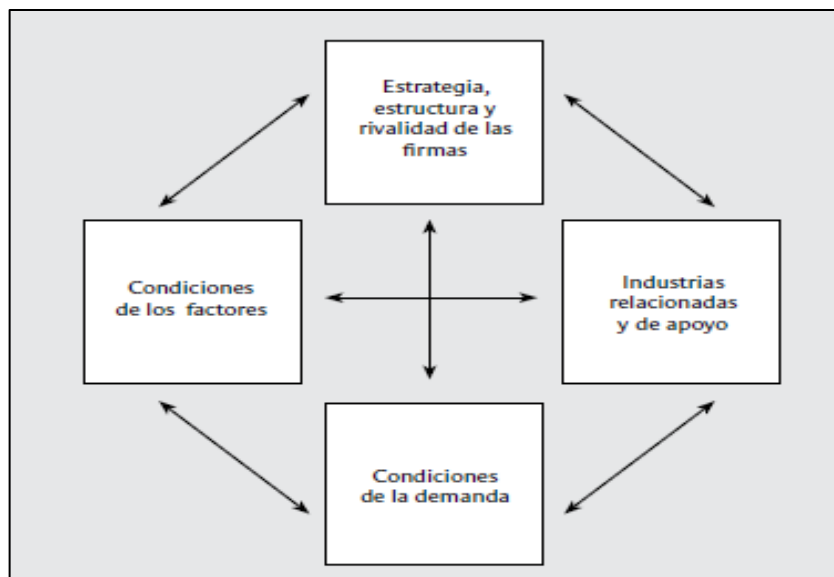 Estrategia,
estructura y
rivalidad de las
firmas
Condiciones
de los factores
Industrias
relacionadas
y de apoyo
Condiciones
de la demanda